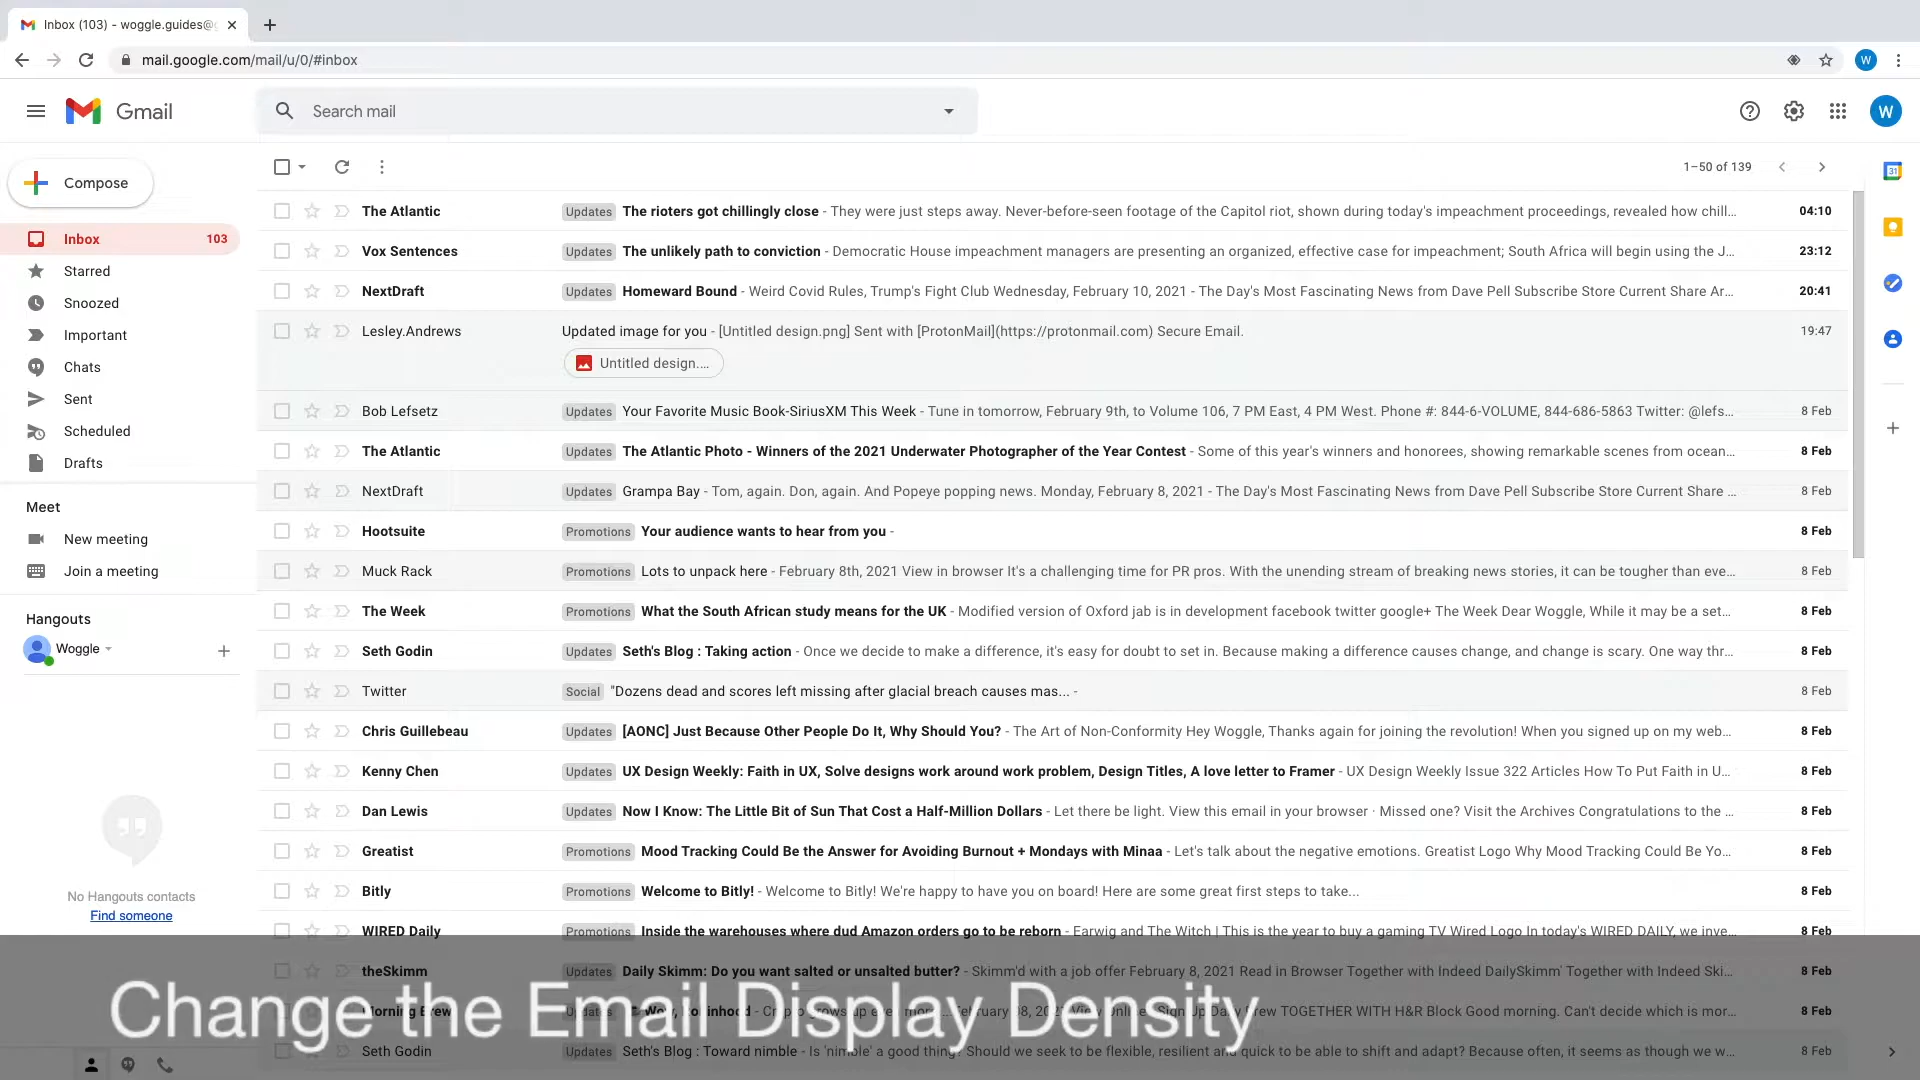 Inbox (103) - woggle.guides@
mail.google.com/mail/u/0/#inbox
W
Gmail
Search mail
W
Compose
1–50 of 139
31
Inbox 103
Starred
Snoozed
Important
Chats
Sent
Scheduled
Drafts
Meet
New meeting
Join a meeting
Hangouts
Woggle
No Hangouts contacts
Find someone
The Atlantic Updates The rioters got chillingly close - They were just steps away. Never-before-seen footage of the Capitol riot, shown during today's impeachment proceedings, revealed how chill... 04:10
Vox Sentences Updates The unlikely path to conviction - Democratic House impeachment managers are presenting an organized, effective case for impeachment; South Africa will begin using the J... 23:12
NextDraft Updates Homeward Bound - Weird Covid Rules, Trump's Fight Club Wednesday, February 10, 2021 - The Day's Most Fascinating News from Dave Pell Subscribe Store Current Share Ar... 20:41
Lesley.Andrews Updated image for you - [Untitled design.png] Sent with [ProtonMail](https://protonmail.com) Secure Email. 19:47
Untitled design....
Bob Lefsetz Updates Your Favorite Music Book-SiriusXM This Week - Tune in tomorrow, February 9th, to Volume 106, 7 PM East, 4 PM West. Phone #: 844-6-VOLUME, 844-686-5863 Twitter: @lefs... 8 Feb
The Atlantic Updates The Atlantic Photo - Winners of the 2021 Underwater Photographer of the Year Contest - Some of this year's winners and honorees, showing remarkable scenes from ocean... 8 Feb
NextDraft Updates Grampa Bay - Tom, again. Don, again. And Popeye popping news. Monday, February 8, 2021 - The Day's Most Fascinating News from Dave Pell Subscribe Store Current Share ... 8 Feb
Hootsuite Promotions Your audience wants to hear from you - 8 Feb
Muck Rack Promotions Lots to unpack here - February 8th, 2021 View in browser It's a challenging time for PR pros. With the unending stream of breaking news stories, it can be tougher than eve... 8 Feb
The Week Promotions What the South African study means for the UK - Modified version of Oxford jab is in development facebook twitter google+ The Week Dear Woggle, While it may be a set... 8 Feb
Seth Godin Updates Seth's Blog : Taking action - Once we decide to make a difference, it's easy for doubt to set in. Because making a difference causes change, and change is scary. One way thr... 8 Feb
Twitter Social "Dozens dead and scores left missing after glacial breach causes mas... - 8 Feb
Chris Guillebeau Updates [AONC] Just Because Other People Do It, Why Should You? - The Art of Non-Conformity Hey Woggle, Thanks again for joining the revolution! When you signed up on my web... 8 Feb
Kenny Chen Updates UX Design Weekly: Faith in UX, Solve designs work around work problem, Design Titles, A love letter to Framer - UX Design Weekly Issue 322 Articles How To Put Faith in U... 8 Feb
Dan Lewis Updates Now I Know: The Little Bit of Sun That Cost a Half-Million Dollars - Let there be light. View this email in your browser · Missed one? Visit the Archives Congratulations to the ... 8 Feb
Greatist Promotions Mood Tracking Could Be the Answer for Avoiding Burnout + Mondays with Minaa - Let's talk about the negative emotions. Greatist Logo Why Mood Tracking Could Be Yo... 8 Feb
Bitly Promotions Welcome to Bitly! - Welcome to Bitly! We're happy to have you on board! Here are some great first steps to take... 8 Feb
WIRED Daily Promotions Inside the warehouses where dud Amazon orders go to be reborn - Earwig and The Witch | This is the year to buy a gaming TV Wired Logo In today's WIRED DAILY, we inve... 8 Feb
theSkimm Updates Daily Skimm: Do you want salted or unsalted butter? - Skimm'd with a job offer February 8, 2021 Read in Browser Together with Indeed DailySkimm' Together with Indeed Ski... 8 Feb
Morning Brew Updates TOGETHER WITH H&R Block Good morning. Can't decide which is mor... 8 Feb
Change the Email Display Density
Seth Godin Updates Seth's Blog : Toward nimble - Is 'nimble' a good thing? Should we seek to be flexible, resilient and quick to be able to shift and adapt? Because often, it seems as though we w... 8 Feb